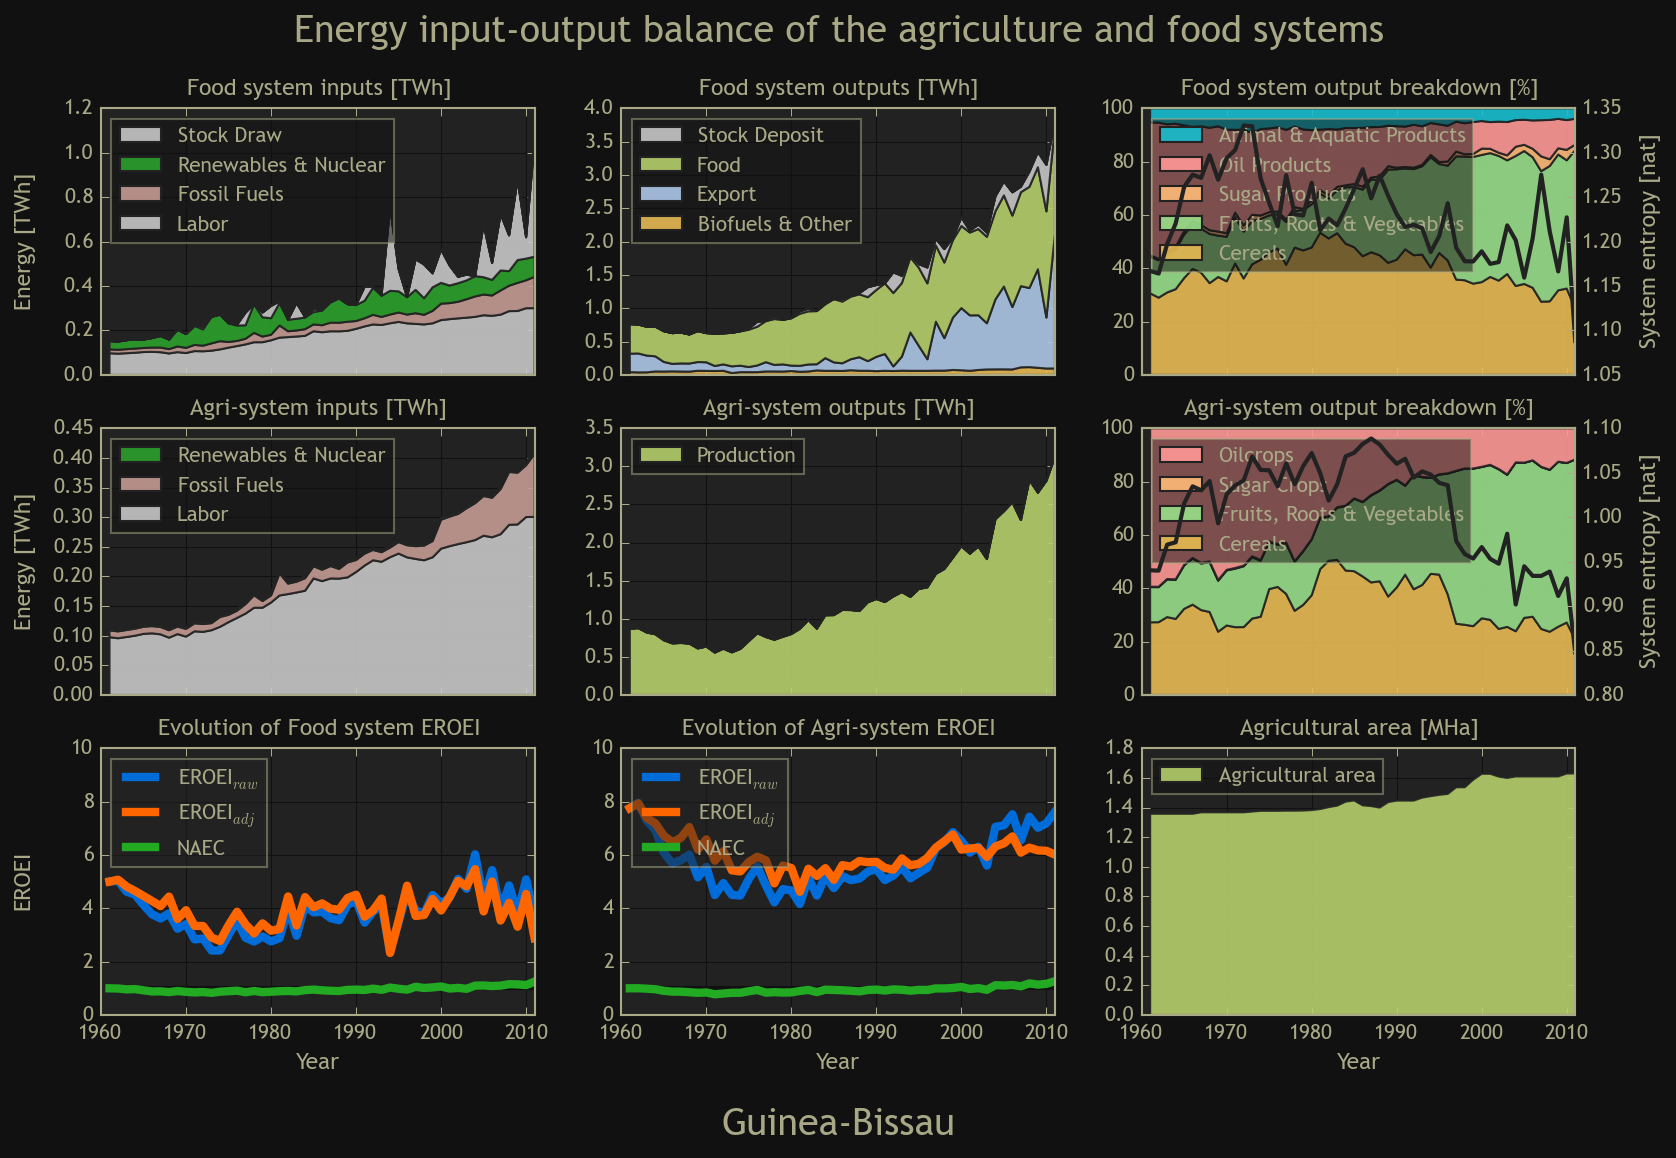 Energy input-output balance of the agriculture and food systems
Food system inputs [TWh]
Energy [TWh]
1.2
1.0
0.8
0.6
0.4
0.2
0.0
Stock Draw
Renewables & Nuclear
Fossil Fuels
Labor
Food system outputs [TWh]
4.0
3.5
3.0
2.5
2.0
1.5
1.0
0.5
0.0
Stock Deposit
Food
Export
Biofuels & Other
Food system output breakdown [%]
100
80
60
40
20
0
Animal & Aquatic Products
Oil Products
Sugar Products
Fruits, Roots & Vegetables
Cereals
1.35
1.30
1.25
1.20
1.15
1.10
1.05
System entropy [nat]
Agri-system inputs [TWh]
Energy [TWh]
0.45
0.40
0.35
0.30
0.25
0.20
0.15
0.10
0.05
0.00
Renewables & Nuclear
Fossil Fuels
Labor
Agri-system outputs [TWh]
3.5
3.0
2.5
2.0
1.5
1.0
0.5
0.0
Production
Agri-system output breakdown [%]
100
80
60
40
20
0
Oilcrops
Sugar Crops
Fruits, Roots & Vegetables
Cereals
1.10
1.05
1.00
0.95
0.90
0.85
0.80
System entropy [nat]
Evolution of Food system EROEI
EROEI
10
8
6
4
2
0
EROEI raw
EROEI adj
NAEC
1960 1970 1980 1990 2000 2010
Year
Evolution of Agri-system EROEI
10
8
6
4
2
0
EROEI raw
EROEI adj
NAEC
1960 1970 1980 1990 2000 2010
Year
Agricultural area [MHa]
1.8
1.6
1.4
1.2
1.0
0.8
0.6
0.4
0.2
0.0
Agricultural area
1960 1970 1980 1990 2000 2010
Year
Guinea-Bissau